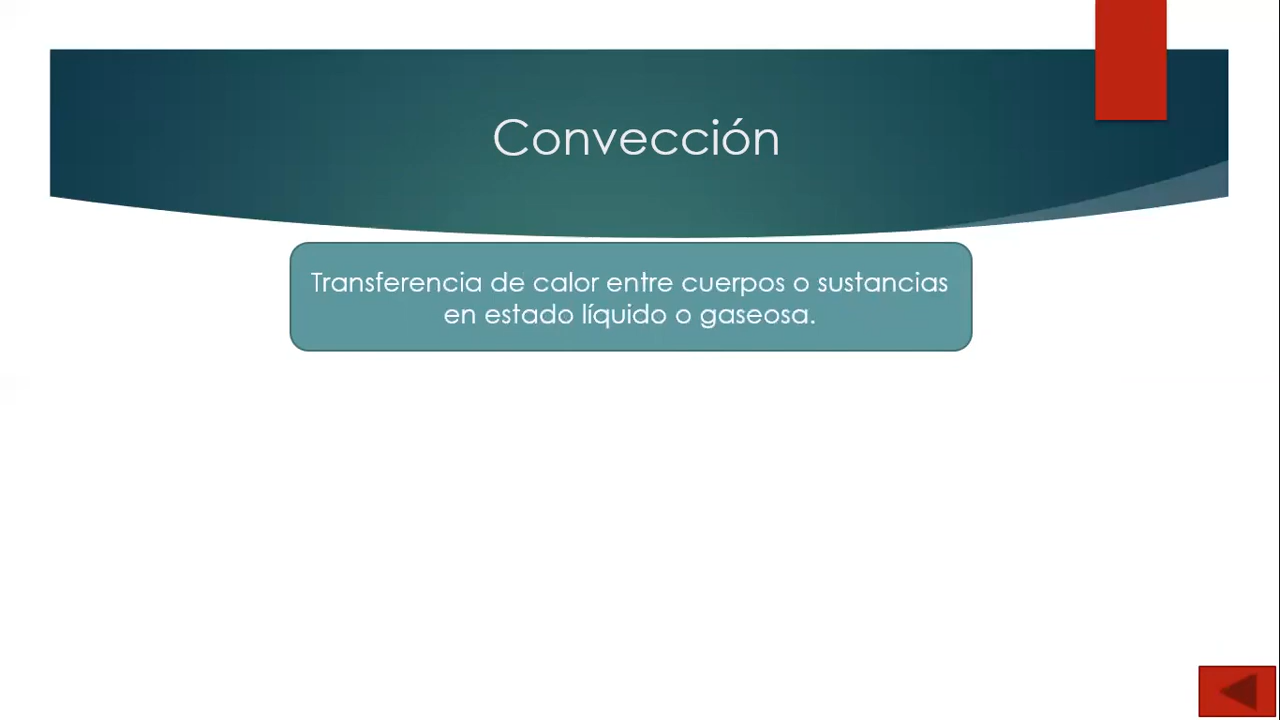 Convección
Transferencia de calor entre cuerpos o sustancias
en estado líquido o gaseosa.